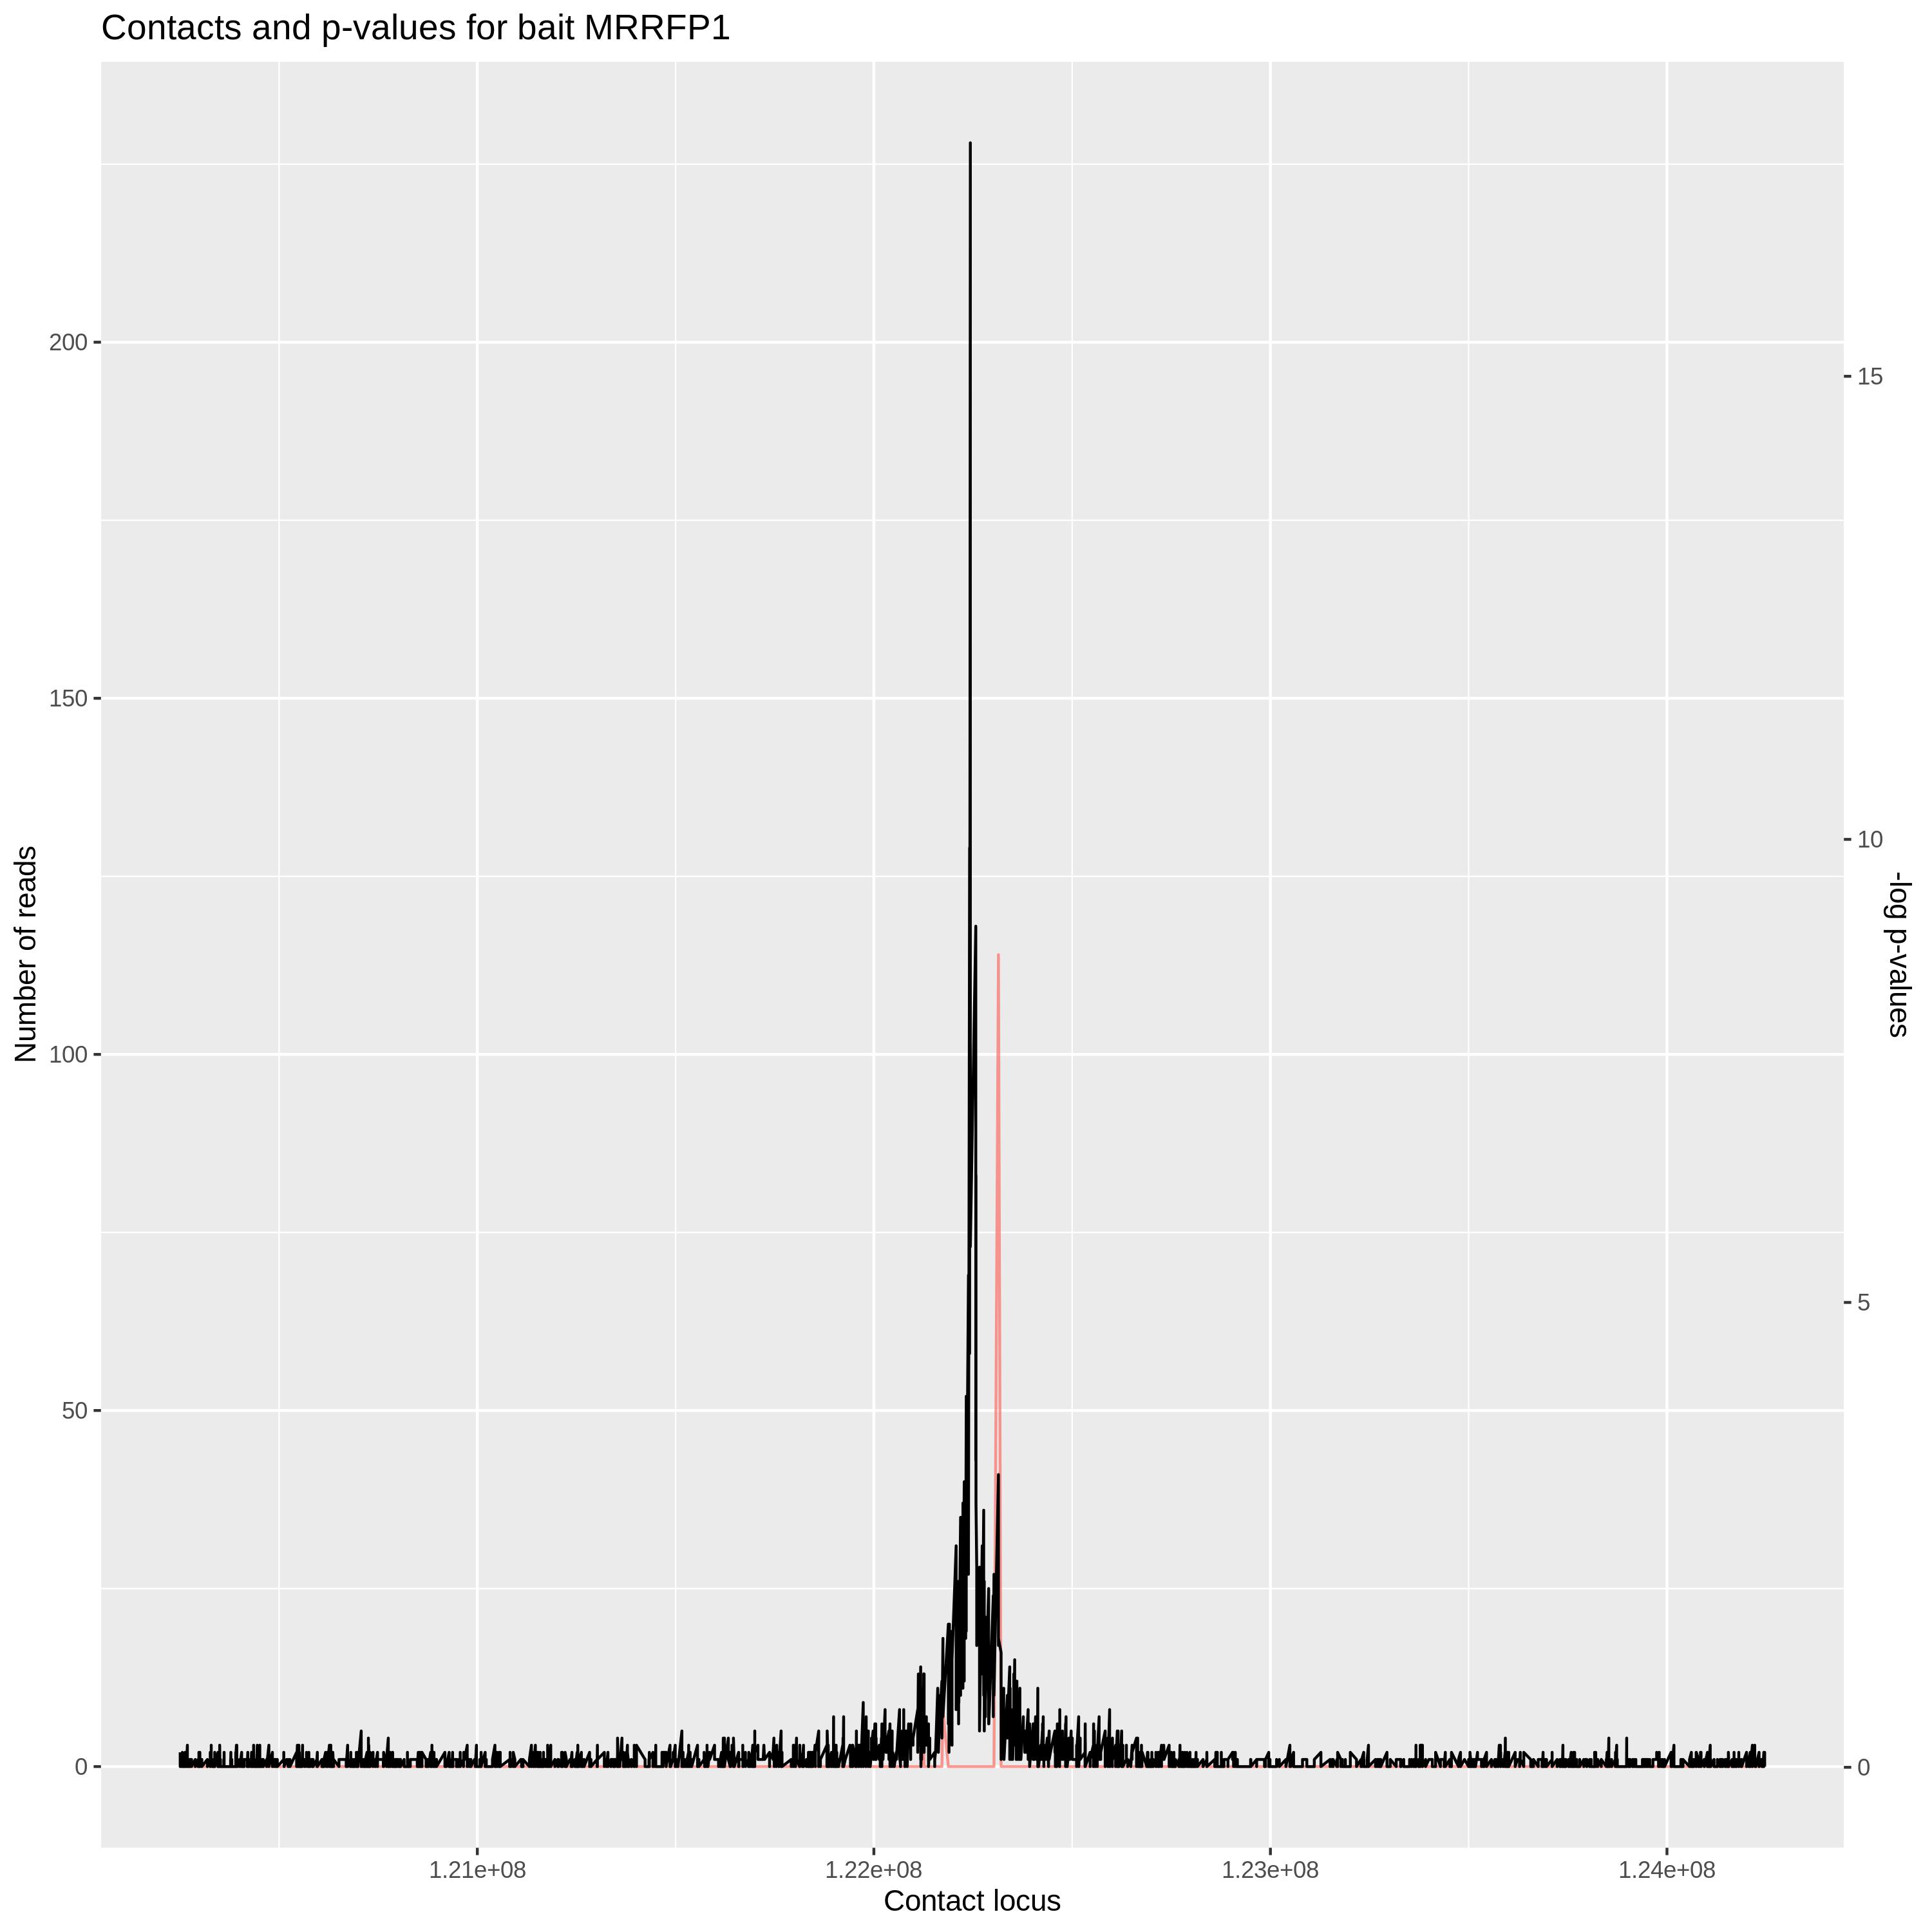 Contacts and p-values for bait MRRFP1
Number of reads
200
150
100
50
0
15
10
5
0
-log p-values
1.21e+08
1.22e+08
1.23e+08
1.24e+08
Contact locus